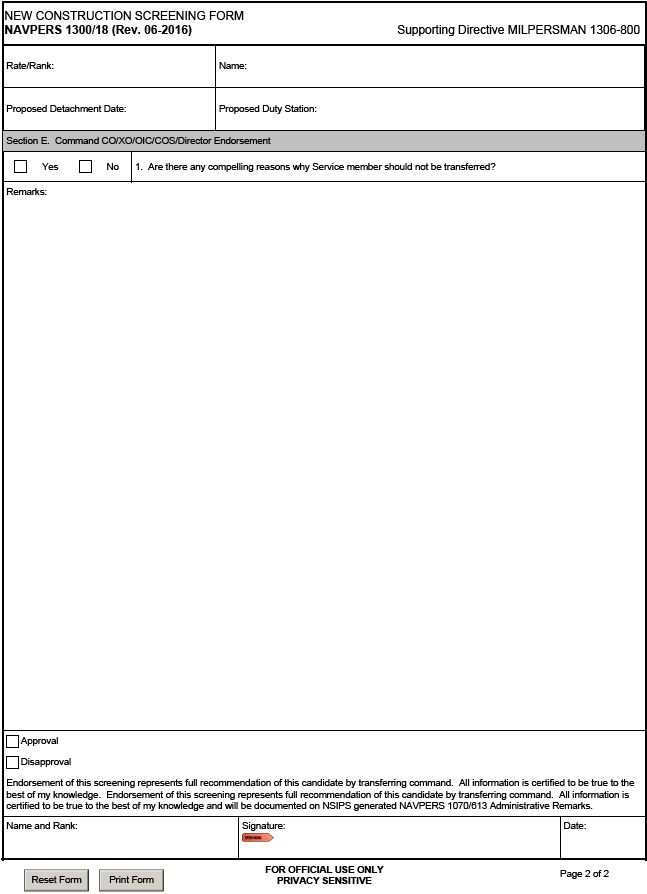 NEW CONSTRUCTION SCREENING FORM
NAVPERS 1300/18 (Rev. 06-2016) Supporting Directive MILPERSMAN 1306-800
Rate/Rank: Name:
Proposed Detachment Date: Proposed Duty Station:
Section E. Command CO/XO/OIC/COS/Director Endorsement
Yes No 1. Are there any compelling reasons why Service member should not be transferred?
Remarks:
Approval
Disapproval
Endorsement of this screening represents full recommendation of this candidate by transferring command. All information is certified to be true to the
best of my knowledge. Endorsement of this screening represents full recommendation of this candidate by transferring command. All information is
certified to be true to the best of my knowledge and will be documented on NSIPS generated NAVPERS 1070/613 Administrative Remarks.
Name and Rank: Signature: Date:
Reset Form Print Form FOR OFFICIAL USE ONLY Page 2 of 2
PRIVACY SENSITIVE